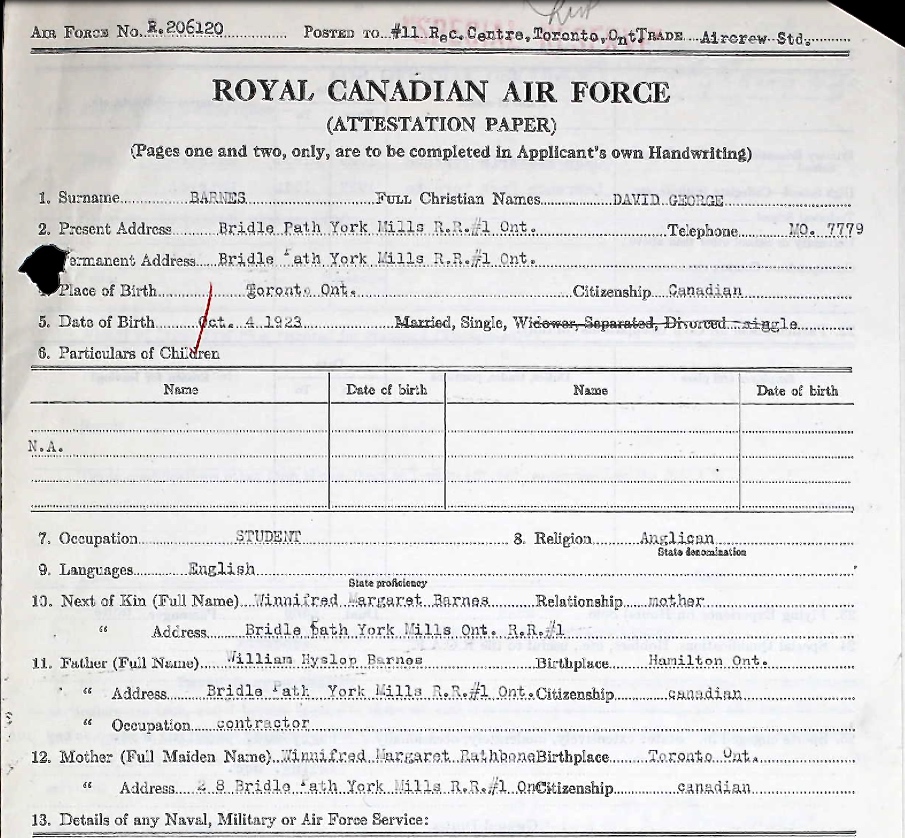 AIR FORCE No. R.206120 POSTED TO #11 Rec. Centre, Toronto, Ont TRADE Aircrew Std.
ROYAL CANADIAN AIR FORCE
(ATTESTATION PAPER)
(Pages one and two, only, are to be completed in Applicant's own Handwriting)
1. Surname BARNES FULL Christian Names DAVID GEORGE
2. Present Address Bridle Path York Mills R.R.#1 Ont. Telephone MO. 7779
ermanent Address Bridle ath York Mills R.R.#1 Ont.
Place of Birth Toronto Ont. Citizenship Canadian
5. Date of Birth Oct. 4 1923 Married, Single, Widower, Separated, Divorced single
6. Particulars of Children
Name Date of birth Name Date of birth
N.A.
7. Occupation STUDENT 8. Religion Anglican
State denomination
9. Languages English
State proficiency
10. Next of Kin (Full Name) Winnifred Margaret Barnes Relationship mother
" Address Bridle Path York Mills Ont. R.R.#1
11. Father (Full Name) William Hyslop Barnes Birthplace Hamilton Ont.
" Address Bridle Path York Mills R.R.#1 Ont. Citizenship canadian
" Occupation contractor
12. Mother (Full Maiden Name) Winnifred Margaret Rathbone Birthplace Toronto Ont.
" Address 2 8 Bridle Path York Mills R.R.#1 Ont Citizenship canadian
13. Details of any Naval, Military or Air Force Service: